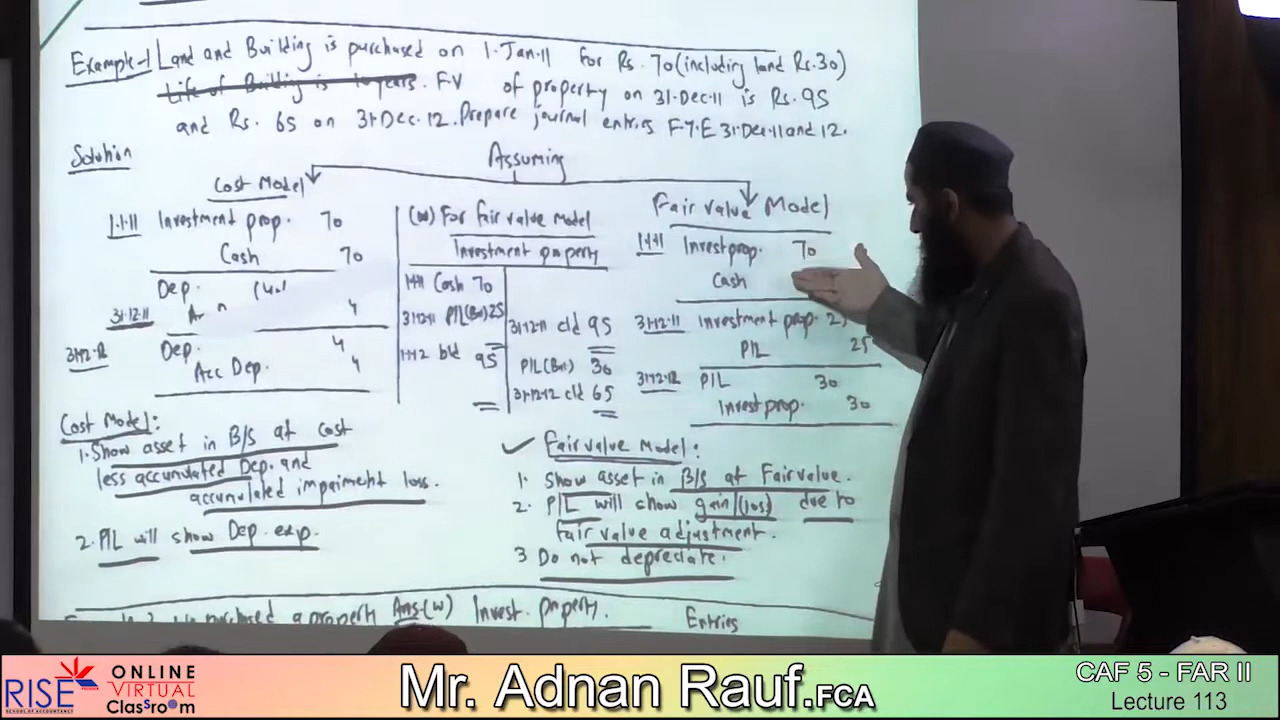 Example-1 Land and Building is purchased on 1.Jan.11 for Rs. 70 (including land Rs.30)
Life of Building is 10 years. F.V of property on 31.Dec.11 is Rs. 95
and Rs. 65 on 31.Dec.12. Prepare journal entries F.Y.E 31.Dec.11 and 12.
Solution
Assuming
Cost Model
1.1.11 Investment prop. 70
Cash 70
Dep.
31.12.11 4
31.12.12 Dep. 4
Acc Dep. 4
(w) For Fair value Model
Investment property
1.1.11 Cash 70
31.12.11 P/L(Bal) 25
31.12.11 c/d 95
1.1.12 b/d 95
P/L(Bal) 30
31.12.12 c/d 65
Fair value Model
1.1.11 Invest prop. 70
Cash
31.12.11 Investment prop.
P/L 25
31.12.12 P/L 30
Invest prop. 30
Cost Model:
1. Show asset in B/S at cost
less accumulated Dep. and
accumulated impairment loss.
2. P/L will show Dep. exp.
✓ Fair value Model:
1. Show asset in B/S at Fair value.
2. P/L will show gain/(loss) due to
Fair value adjustment.
3 Do not depreciate.
purchased a property Ans-(w) Invest. property. Entries
RISE
SCHOOL OF ACCOUNTANCY
ONLINE
VIRTUAL
Classroom
Mr. Adnan Rauf.FCA
CAF 5 - FAR II
Lecture 113